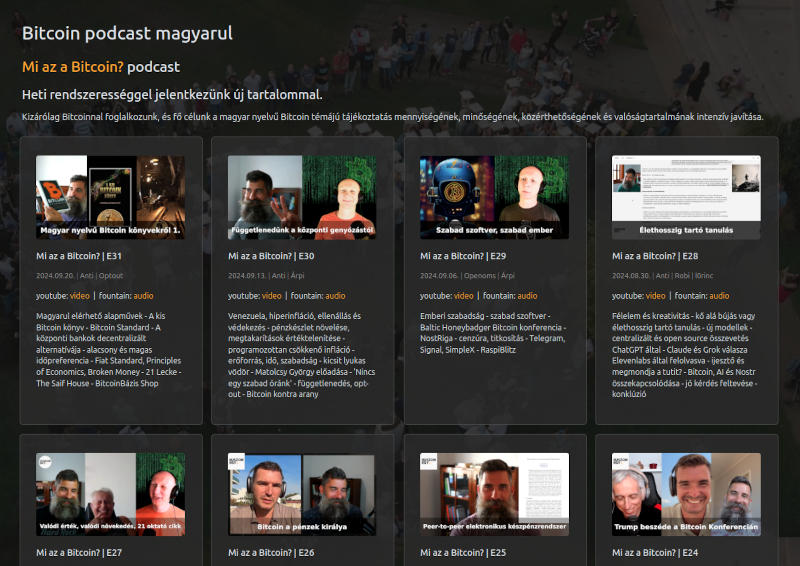 Bitcoin podcast magyarul
Mi az a Bitcoin? podcast
Heti rendszerességgel jelentkezünk új tartalommal.
Kizárólag Bitcoinnal foglalkozunk, és fő célunk a magyar nyelvű Bitcoin témájú tájékoztatás mennyiségének, minőségének, közérthetőségének és valóságtartalmának intenzív javítása.
Magyar nyelvű Bitcoin könyvekről 1.
Mi az a Bitcoin? | E31
2024.09.20. | Anti | Optout
youtube: video | fountain: audio
Magyarul elérhető alapművek - A kis
Bitcoin könyv - Bitcoin Standard - A
központi bankok decentralizált
alternatívája - alacsony és magas
időpreferencia - Fiat Standard, Principles
of Economics, Broken Money - 21 Lecke -
The Saif House - BitcoinBázis Shop
Függetlenedünk a központi gyónyázástól
Mi az a Bitcoin? | E30
2024.09.13. | Anti | Árpi
youtube: video | fountain: audio
Venezuela, hiperinfláció, ellenállás és
védekezés - pénzkészlet növelése,
megtakarítások értéktelenítése -
programozottan csökkenő infláció -
erőforrás, idő, szabadság - kicsit lyukas
vödör - Matolcsy György előadása - 'Nincs
egy szabad óránk' - függetlenedés, opt-
out - Bitcoin kontra arany
Szabad szoftver, szabad ember
Mi az a Bitcoin? | E29
2024.09.06. | Openoms | Árpi
youtube: video | fountain: audio
Emberi szabadság - szabad szoftver -
Baltic Honeybadger Bitcoin konferencia -
NostRiga - cenzúra, titkosítás - Telegram,
Signal, SimpleX - RaspiBlitz
Élethosszig tartó tanulás
Mi az a Bitcoin? | E28
2024.08.30. | Anti | Robi | l0rinc
youtube: video | fountain: audio
Félelem és kreativitás - kő alá bújás vagy
élethosszig tartó tanulás - új modellek -
centralizált és open source összevetés
ChatGPT által - Claude és Grok válasza
Elevenlabs által felolvasva - ijesztő és
megmondja a tutit? - Bitcoin, AI és Nostr
összekapcsolódása - jó kérdés feltevése -
konklúzió
Valódi érték, valódi növekedés, 21 oktató cikk
Mi az a Bitcoin? | E27
Bitcoin a pénzek királya
Mi az a Bitcoin? | E26
Peer-to-peer elektronikus készpénzrendszer
Mi az a Bitcoin? | E25
Trump beszéde a Bitcoin Konferencián
Mi az a Bitcoin? | E24